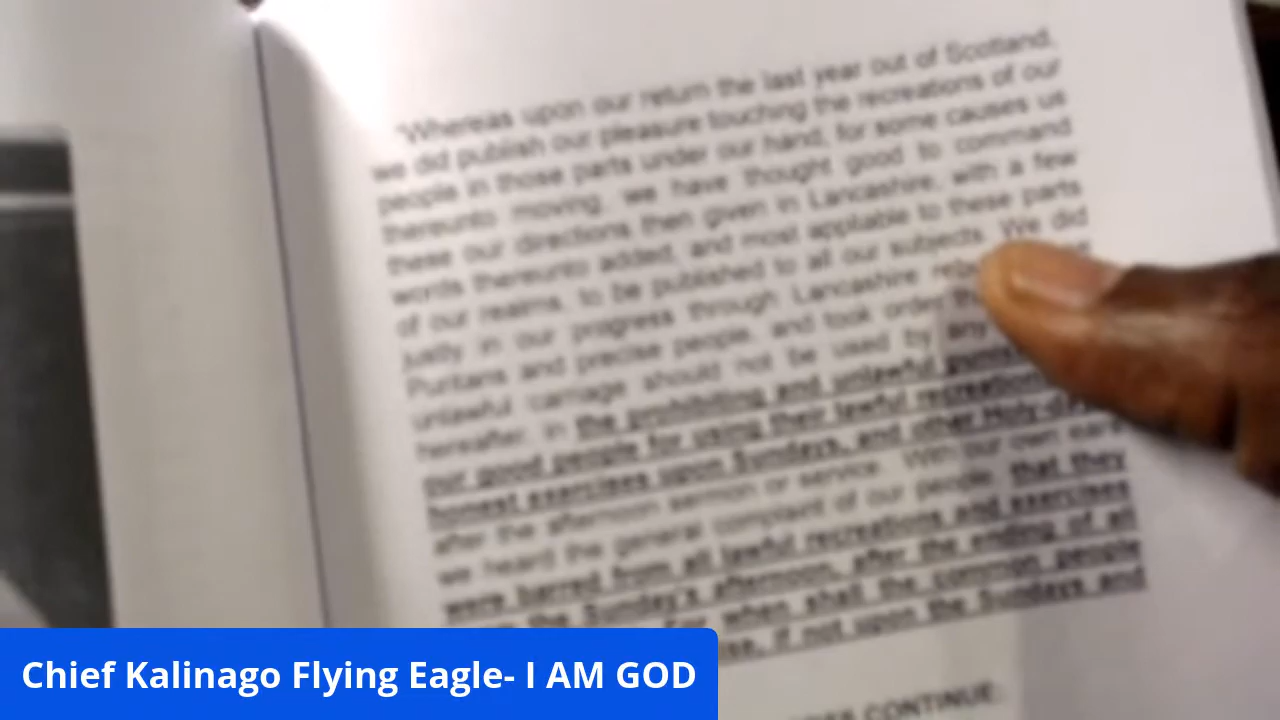 "Whereas upon our return the last year out of Scotland,
we did publish our pleasure touching the recreations of our
people in those parts under our hand; for some causes us
thereunto moving, we have thought good to command
these our directions then given in Lancashire, with a few
words thereunto added, and most appliable to these parts
of our realms, to be published to all our subjects. We did
justly in our progress through Lancashire
Puritans and precise people, and took order
unlawful carriage should not be used by any
hereafter, in the prohibiting and unlawful
our good people for using their lawful recreations
honest exercises upon Sundays, and other
after the afternoon sermon or service. With our own ears
we heard the general complaint of our people, that they
were barred from all lawful recreations and exercises
the Sunday's afternoon, after the ending of all
when shall the common people
if not upon the Sundays and
CONTINUE:
Chief Kalinago Flying Eagle- I AM GOD